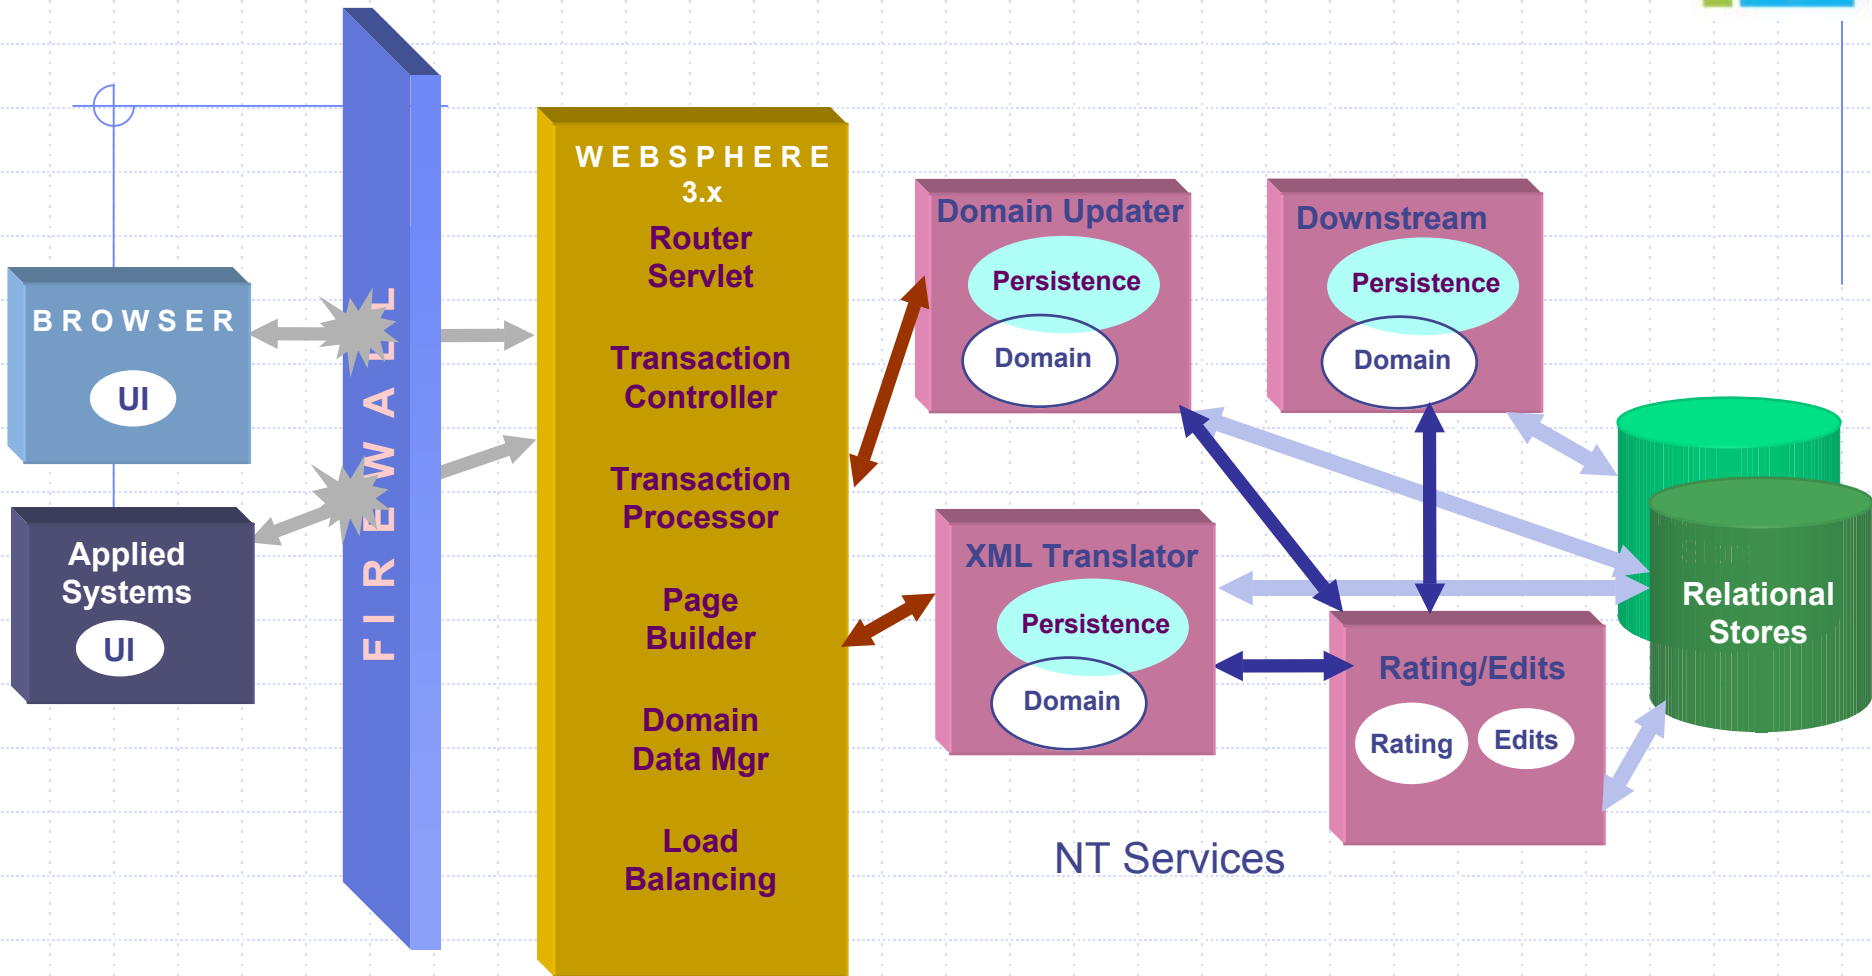 BROWSER
UI
Applied
Systems
UI
FIREWALL
WEBSPHERE
3.x
Router
Servlet
Transaction
Controller
Transaction
Processor
Page
Builder
Domain
Data Mgr
Load
Balancing
Domain Updater
Persistence
Domain
Downstream
Persistence
Domain
XML Translator
Persistence
Domain
Rating/Edits
Rating
Edits
Relational
Stores
NT Services